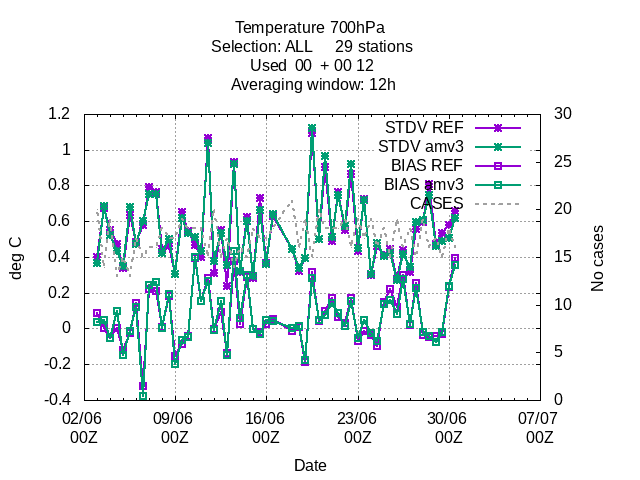 Temperature 700hPa
Selection: ALL 29 stations
Used 00 + 00 12
Averaging window: 12h
1.2
1
0.8
0.6
0.4
0.2
0
-0.2
-0.4
deg C
30
25
20
15
10
5
0
No cases
STDV REF
STDV amv3
BIAS REF
BIAS amv3
CASES
02/06 09/06 16/06 23/06 30/06 07/07
00Z 00Z 00Z 00Z 00Z 00Z
Date